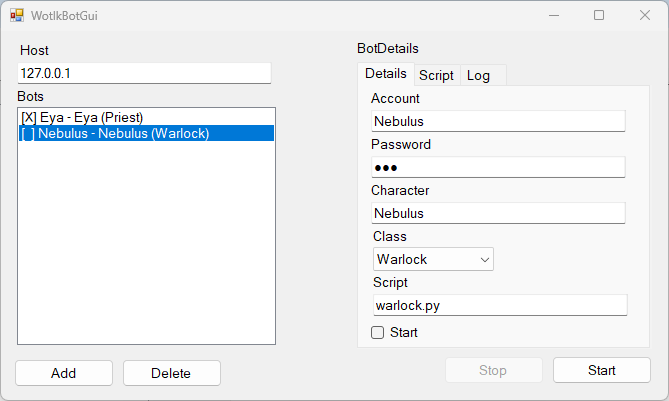 WotlkBotGui
Host
127.0.0.1
Bots
[X] Eya - Eya (Priest)
[ ] Nebulus - Nebulus (Warlock)
Add
Delete
BotDetails
Details Script Log
Account
Nebulus
Password
●●●
Character
Nebulus
Class
Warlock
Script
warlock.py
Start
Stop
Start